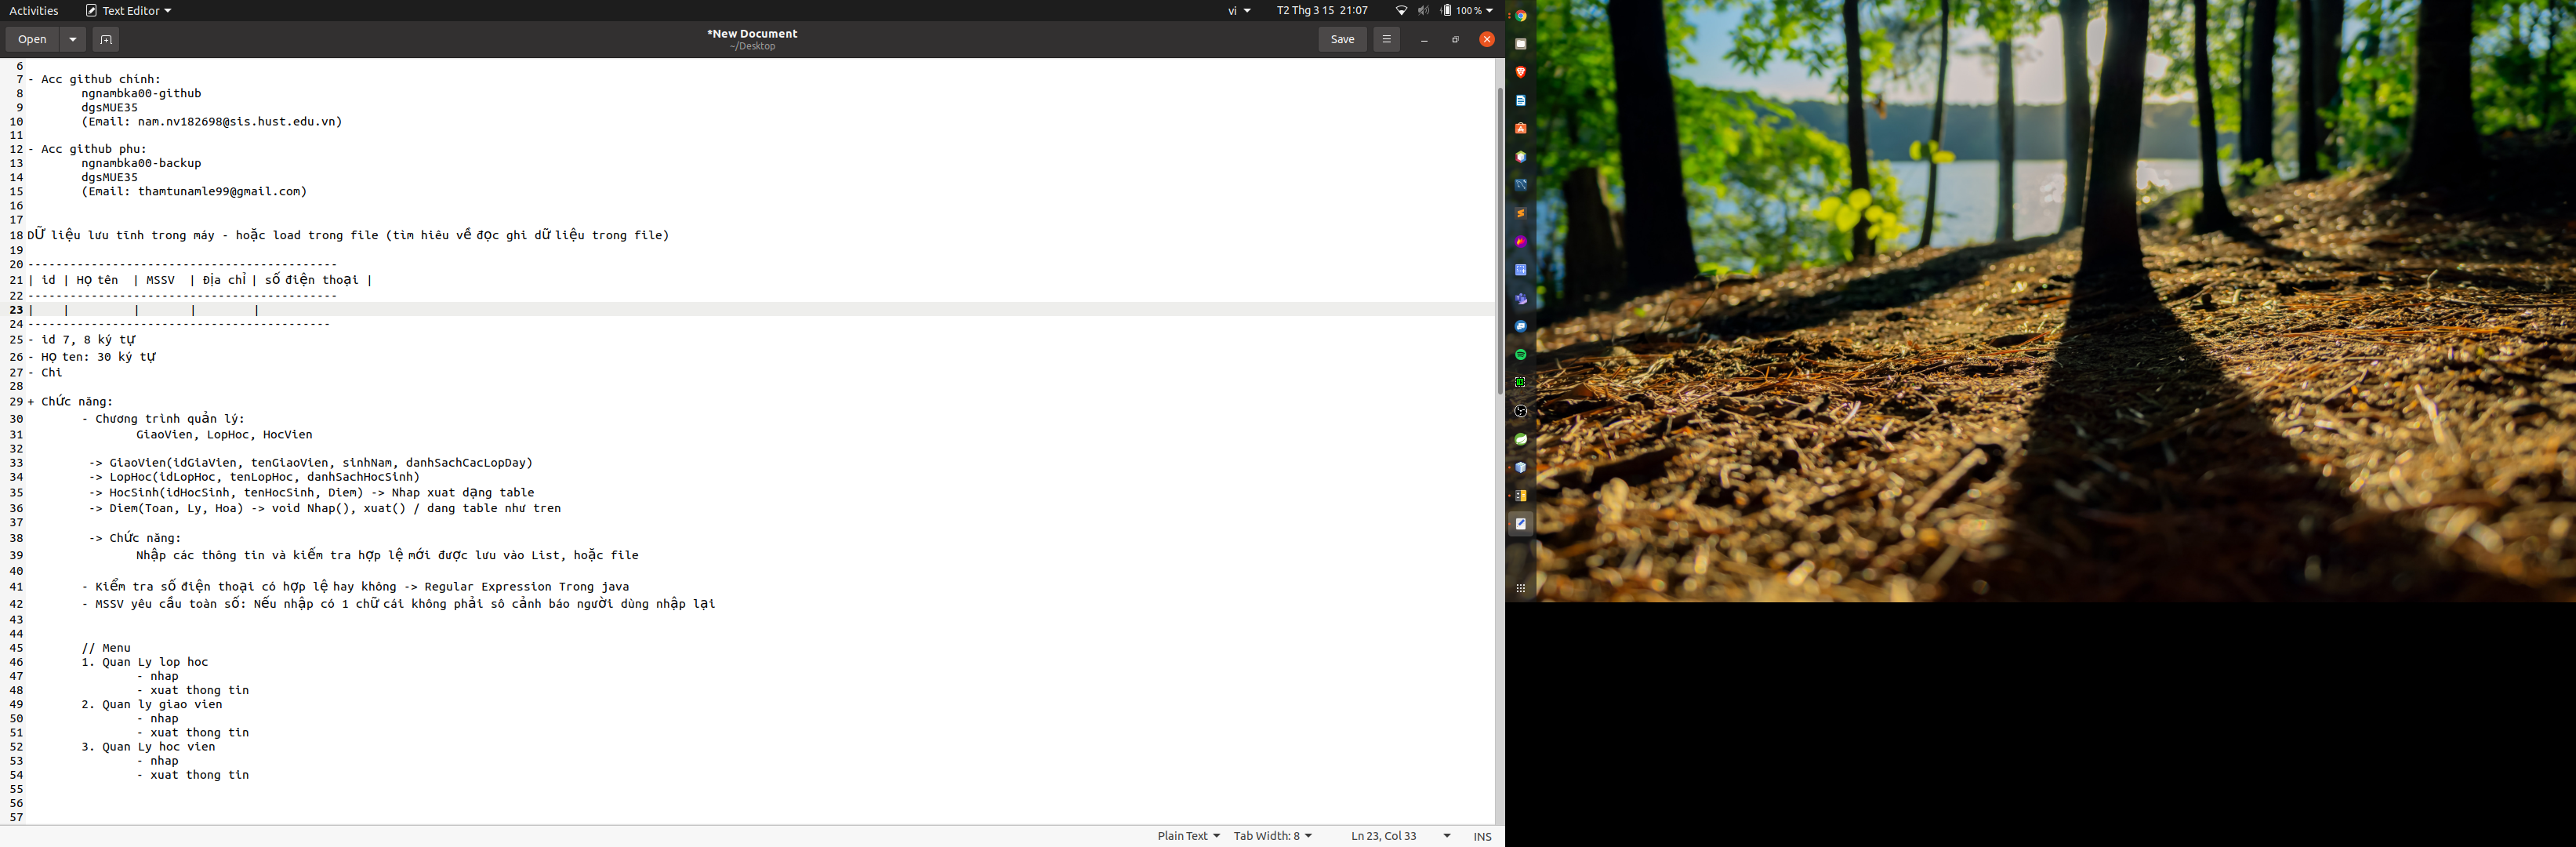 Activities Text Editor vi T2 Thg 3 15 21:07 100 %
Open *New Document Save
~/Desktop
6
7 - Acc github chinh:
8 ngnambka00-github
9 dgsMUE35
10 (Email: nam.nv182698@sis.hust.edu.vn)
11
12 - Acc github phu:
13 ngnambka00-backup
14 dgsMUE35
15 (Email: thamtunamle99@gmail.com)
16
17
18 DỮ liệu lưu tĩnh trong máy - hoặc load trong file (tìm hiêu về đọc ghi dữ liệu trong file)
19
20 --------------------------------------------
21 | id | Họ tên | MSSV | Địa chỉ | số điện thoại |
22 --------------------------------------------
23 | | | | |
24 -------------------------------------------
25 - id 7, 8 ký tự
26 - Họ ten: 30 ký tự
27 - Chi
28
29 + Chức năng:
30 - Chương trình quản lý:
31 GiaoVien, LopHoc, HocVien
32
33 -> GiaoVien(idGiaVien, tenGiaoVien, sinhNam, danhSachCacLopDay)
34 -> LopHoc(idLopHoc, tenLopHoc, danhSachHocSinh)
35 -> HocSinh(idHocSinh, tenHocSinh, Diem) -> Nhap xuat dạng table
36 -> Diem(Toan, Ly, Hoa) -> void Nhap(), xuat() / dang table như tren
37
38 -> Chức năng:
39 Nhập các thông tin và kiểm tra hợp lệ mới được lưu vào List, hoặc file
40
41 - Kiểm tra số điện thoại có hợp lệ hay không -> Regular Expression Trong java
42 - MSSV yêu cầu toàn số: Nếu nhập có 1 chữ cái không phải sô cảnh báo người dùng nhập lại
43
44
45 // Menu
46 1. Quan Ly lop hoc
47 - nhap
48 - xuat thong tin
49 2. Quan ly giao vien
50 - nhap
51 - xuat thong tin
52 3. Quan Ly hoc vien
53 - nhap
54 - xuat thong tin
55
56
57
Plain Text Tab Width: 8 Ln 23, Col 33 INS